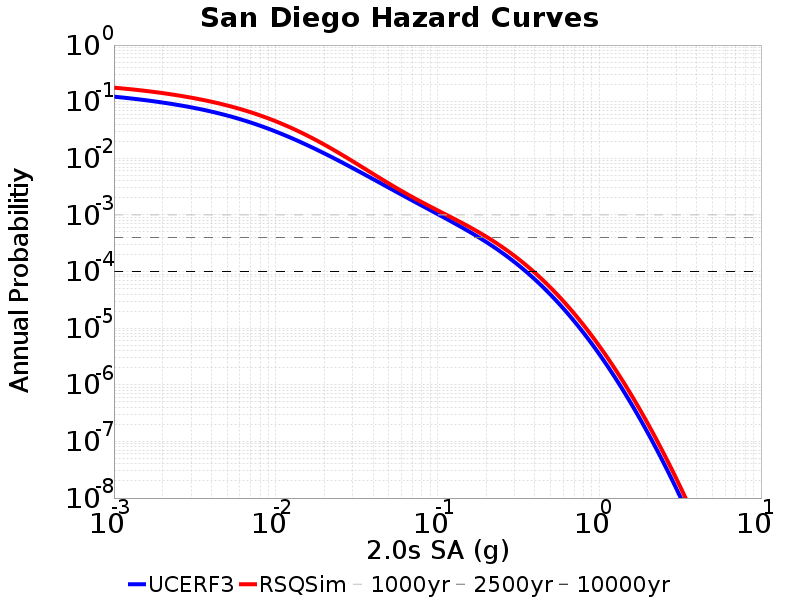 San Diego Hazard Curves
Annual Probabilitiy
10^0
10^-1
10^-2
10^-3
10^-4
10^-5
10^-6
10^-7
10^-8
10^-3 10^-2 10^-1 10^0 10^1
2.0s SA (g)
UCERF3 RSQSim 1000yr 2500yr 10000yr